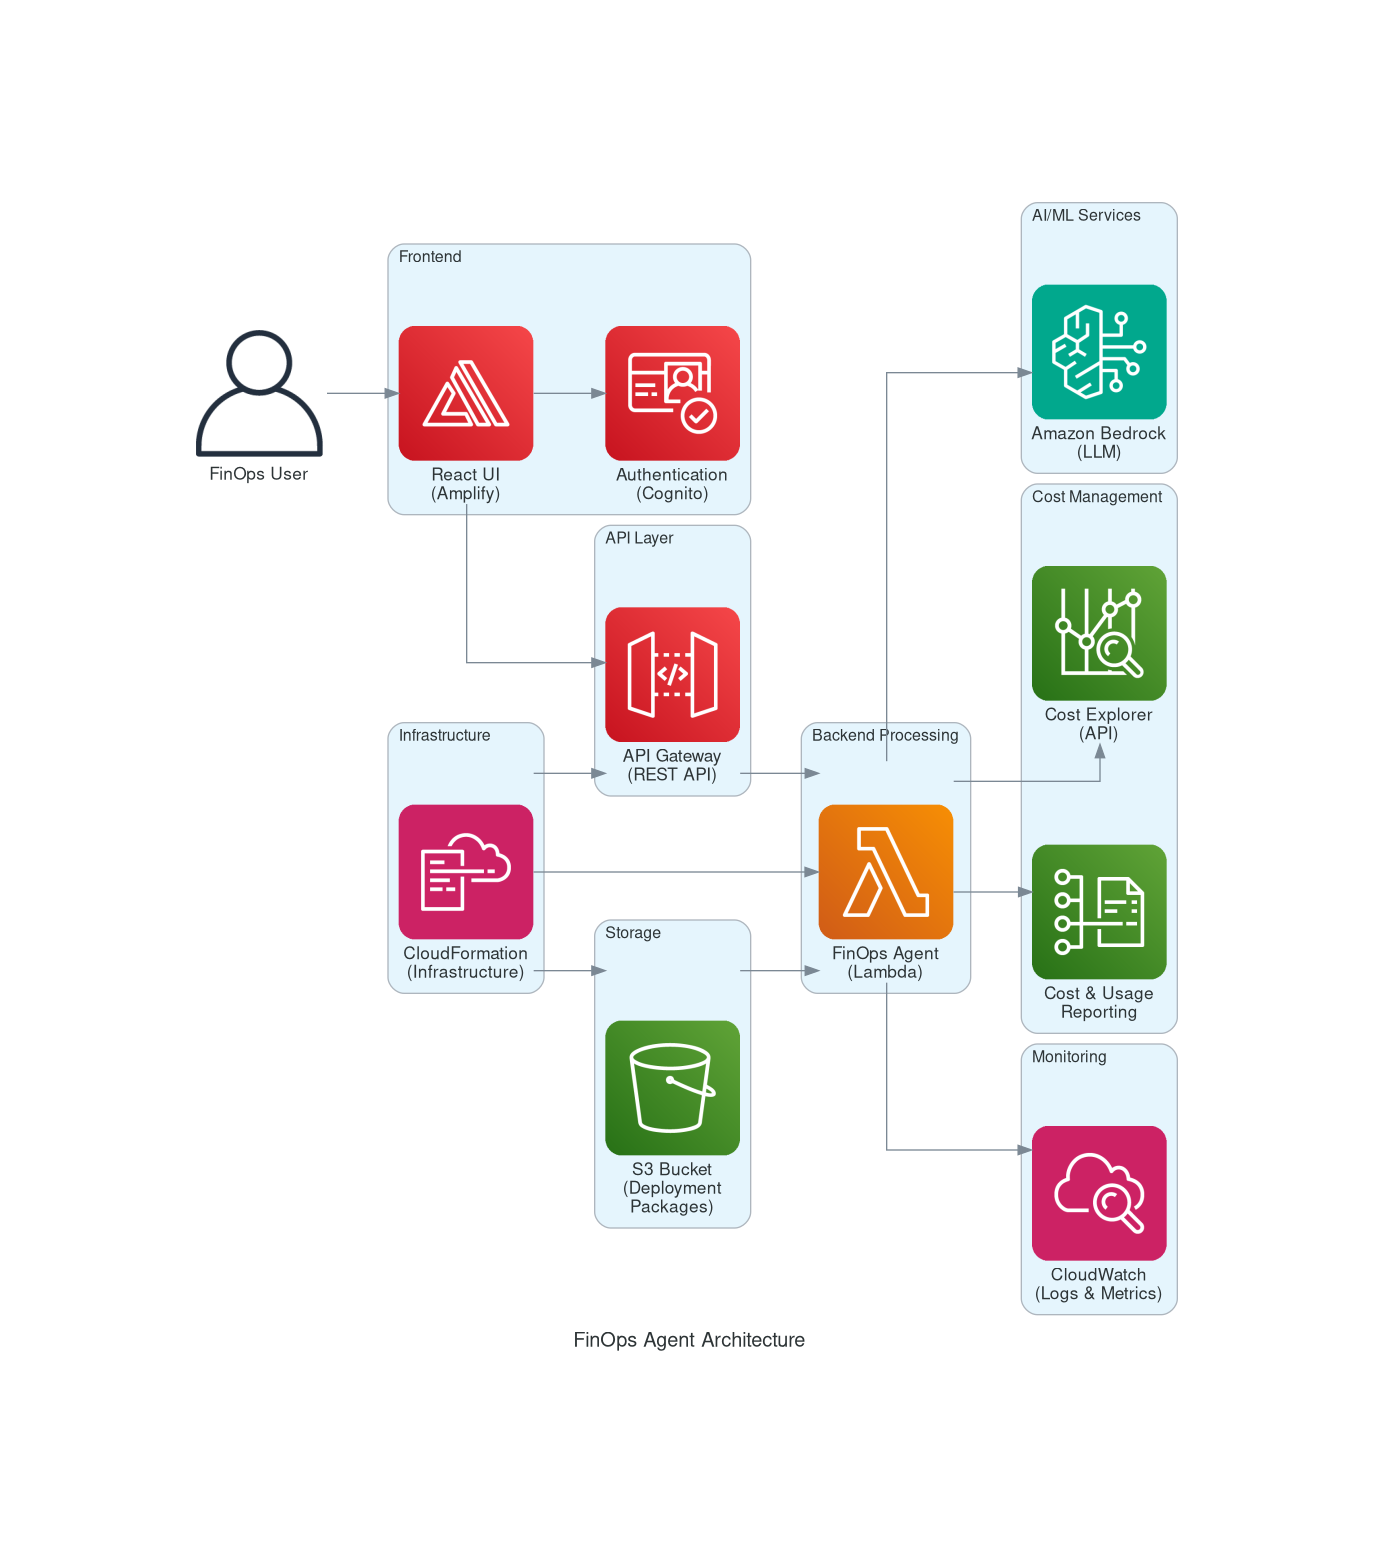 AI/ML Services
Amazon Bedrock
(LLM)
Frontend
FinOps User
React UI
(Amplify)
Authentication
(Cognito)
API Layer
API Gateway
(REST API)
Cost Management
Cost Explorer
(API)
Cost & Usage
Reporting
Infrastructure
CloudFormation
(Infrastructure)
Backend Processing
FinOps Agent
(Lambda)
Storage
S3 Bucket
(Deployment
Packages)
Monitoring
CloudWatch
(Logs & Metrics)
FinOps Agent Architecture